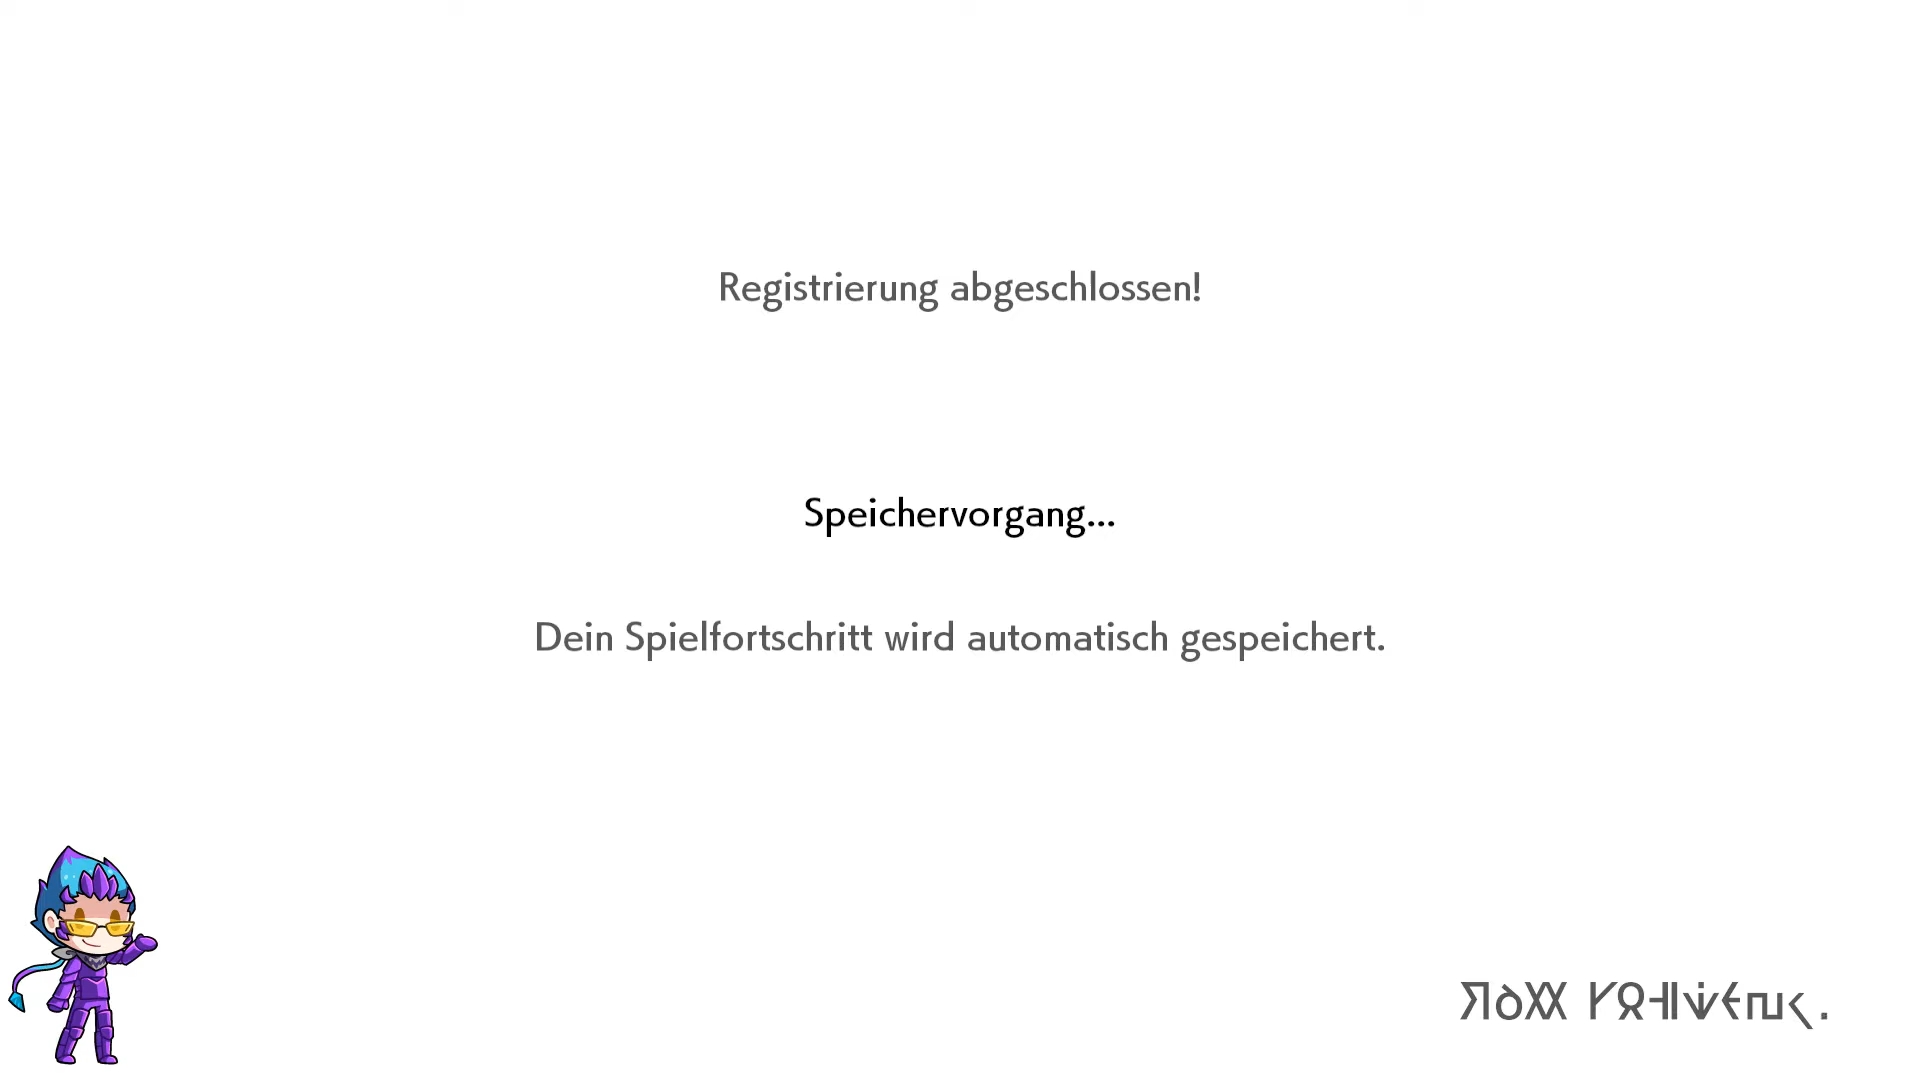 Registrierung abgeschlossen!
Speichervorgang...
Dein Spielfortschritt wird automatisch gespeichert.